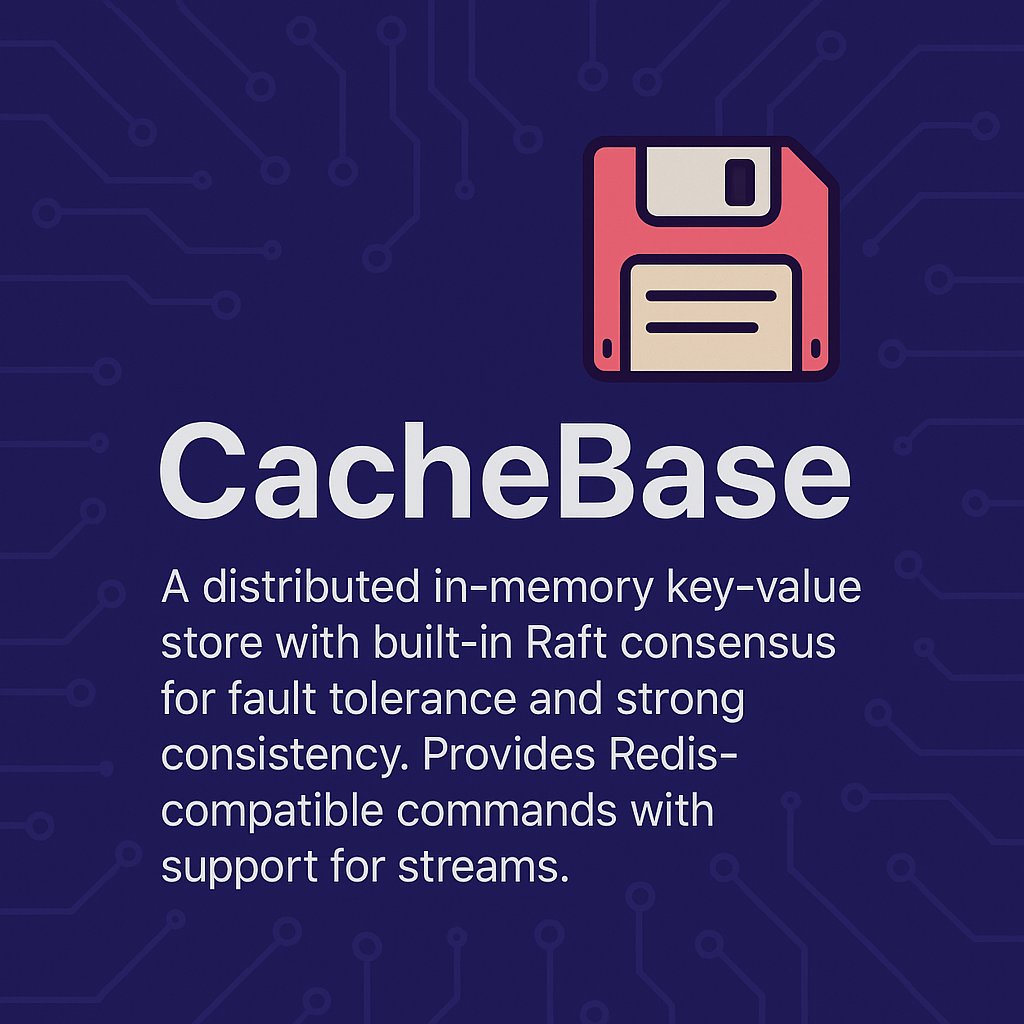 CacheBase
A distributed in-memory key-value
store with built-in Raft consensus
for fault tolerance and strong
consistency. Provides Redis-
compatible commands with
support for streams.